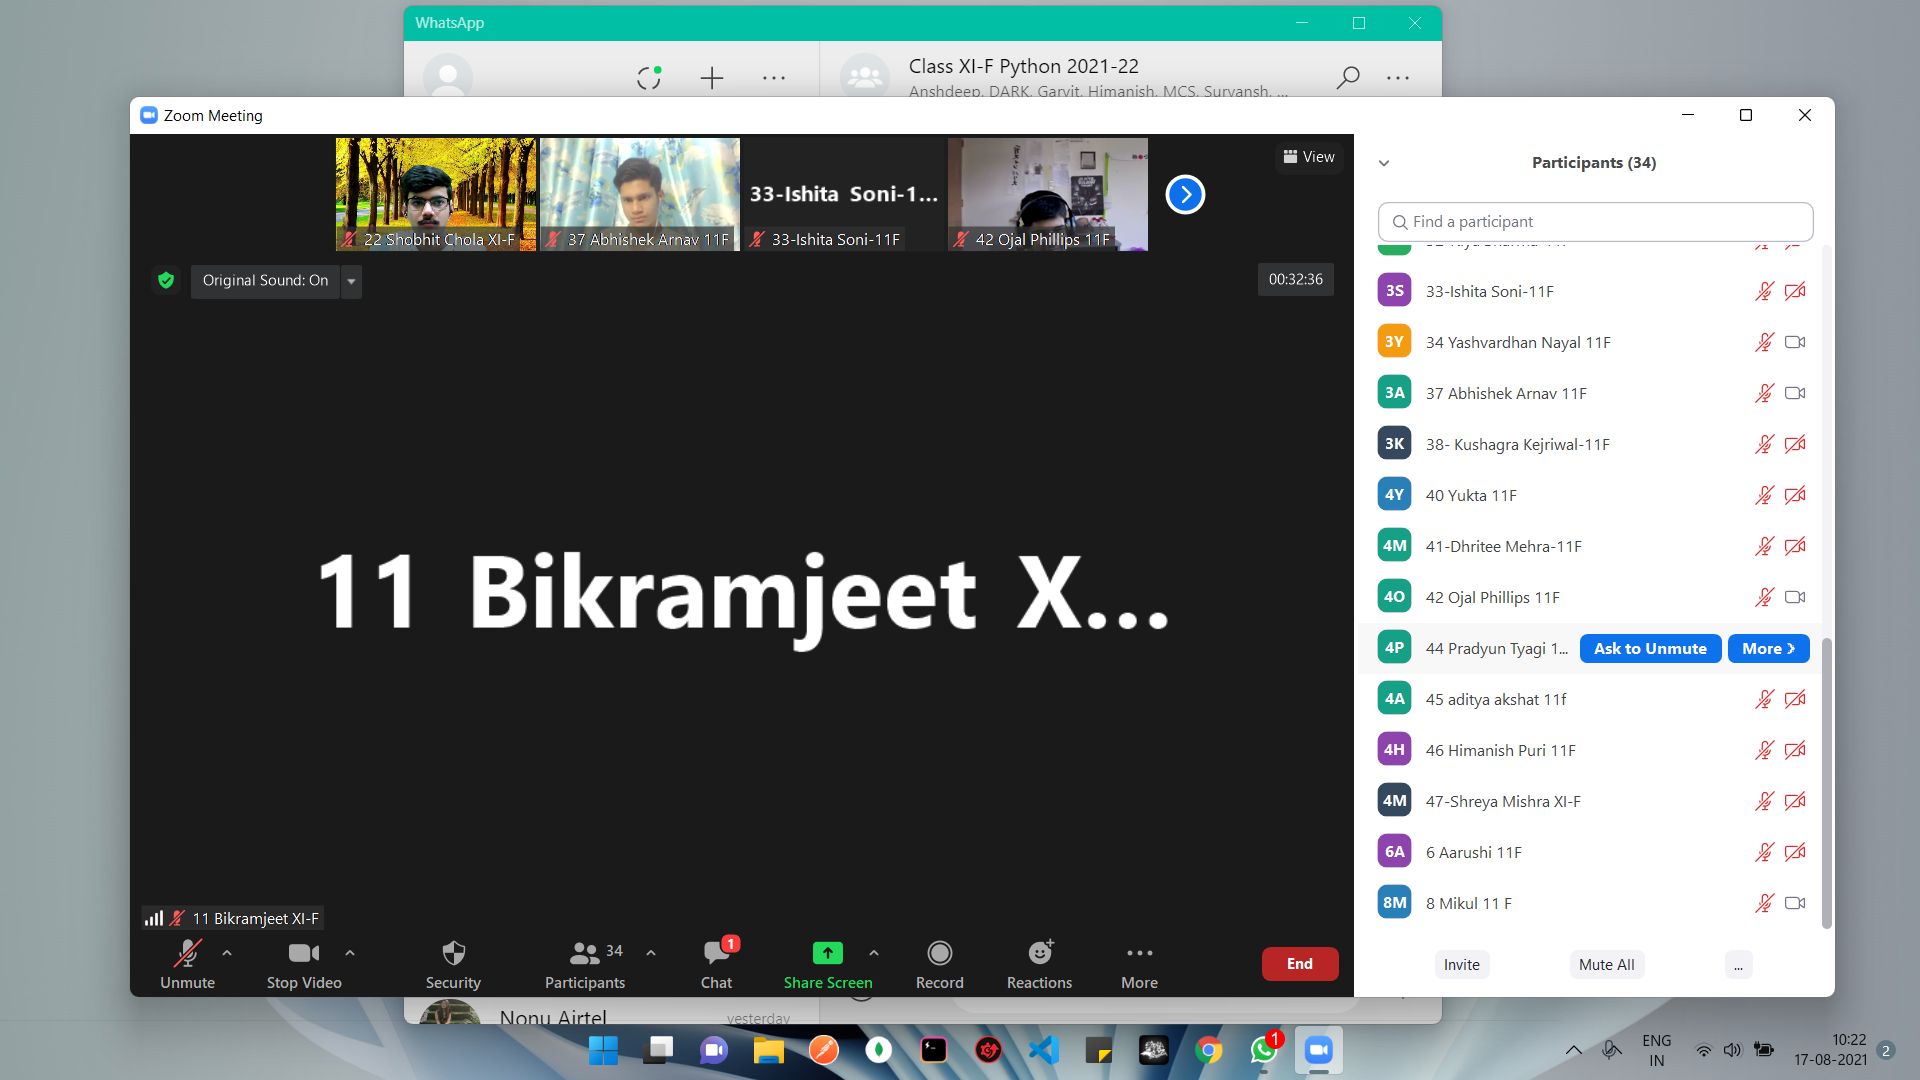 WhatsApp
Class XI-F Python 2021-22
Anshdeep, DARK, Garvit, Himanish, MCS, Suryansh, ...
Zoom Meeting
22 Shobhit Chola XI-F
37 Abhishek Arnav 11F
33-Ishita Soni-1...
33-Ishita Soni-11F
42 Ojal Phillips 11F
View
Original Sound: On
00:32:36
11 Bikramjeet X...
11 Bikramjeet XI-F
Unmute
Stop Video
Security
34
Participants
1
Chat
Share Screen
Record
Reactions
More
End
Participants (34)
Find a participant
3S 33-Ishita Soni-11F
3Y 34 Yashvardhan Nayal 11F
3A 37 Abhishek Arnav 11F
3K 38- Kushagra Kejriwal-11F
4Y 40 Yukta 11F
4M 41-Dhritee Mehra-11F
4O 42 Ojal Phillips 11F
4P 44 Pradyun Tyagi 1... Ask to Unmute More
4A 45 aditya akshat 11f
4H 46 Himanish Puri 11F
4M 47-Shreya Mishra XI-F
6A 6 Aarushi 11F
8M 8 Mikul 11 F
Invite
Mute All
...
Nonu Airtel
yesterday
1
ENG
IN
10:22
17-08-2021
2